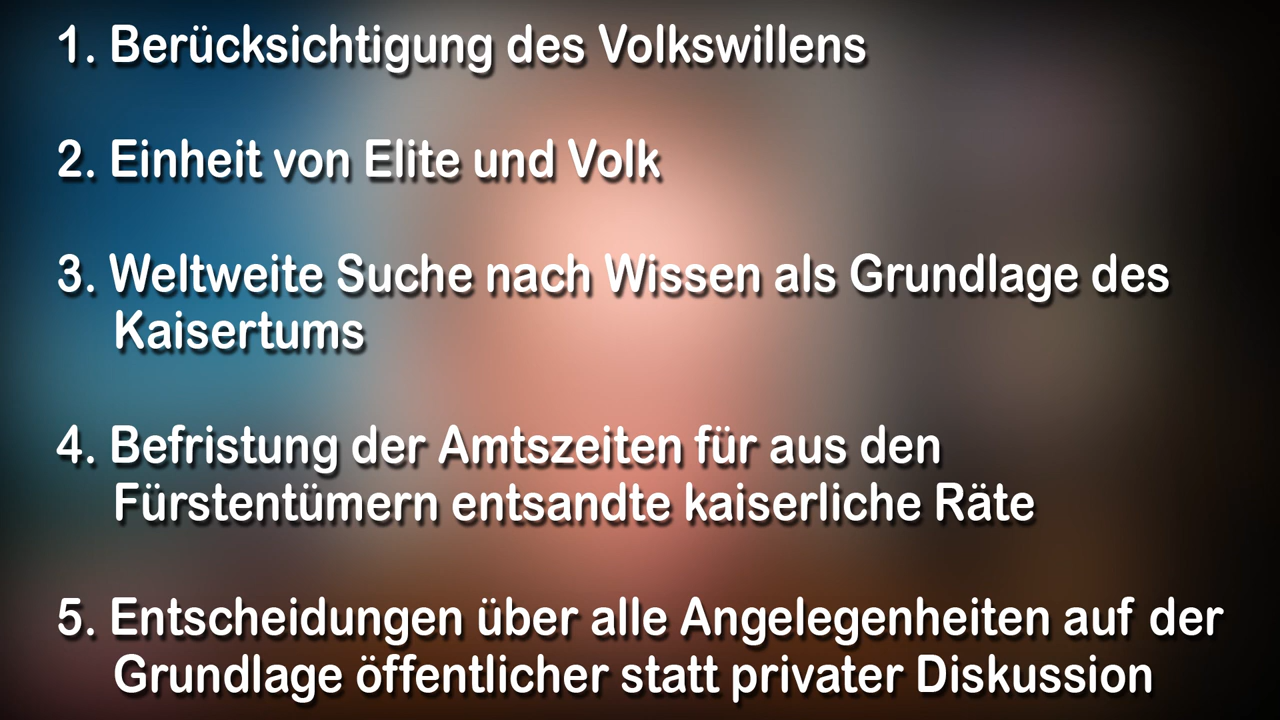 1. Berücksichtigung des Volkswillens
2. Einheit von Elite und Volk
3. Weltweite Suche nach Wissen als Grundlage des
Kaisertums
4. Befristung der Amtszeiten für aus den
Fürstentümern entsandte kaiserliche Räte
5. Entscheidungen über alle Angelegenheiten auf der
Grundlage öffentlicher statt privater Diskussion